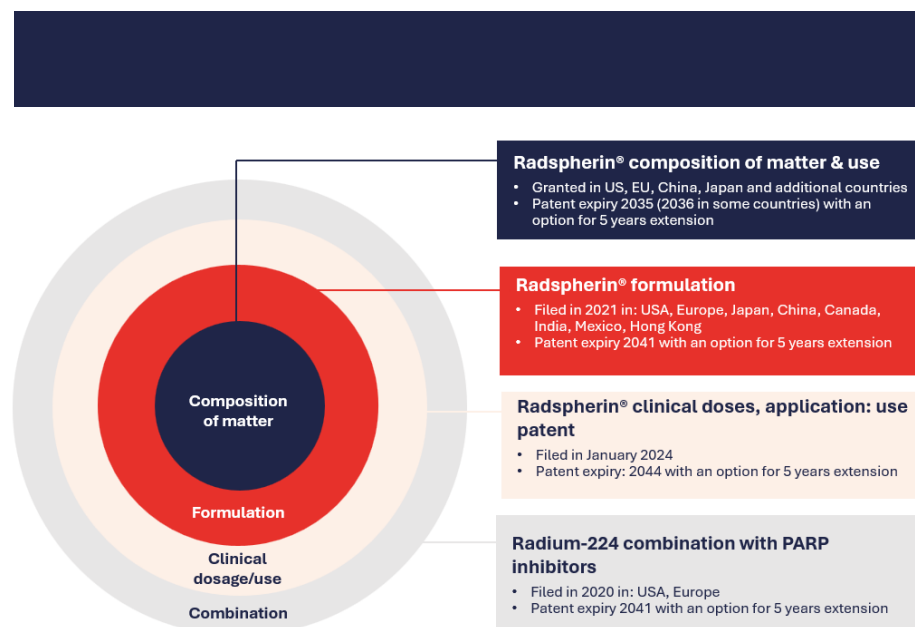 Radspherin® composition of matter & use
• Granted in US, EU, China, Japan and additional countries
• Patent expiry 2035 (2036 in some countries) with an
option for 5 years extension
Radspherin® formulation
• Filed in 2021 in: USA, Europe, Japan, China, Canada,
India, Mexico, Hong Kong
• Patent expiry 2041 with an option for 5 years extension
Radspherin® clinical doses, application: use
patent
• Filed in January 2024
• Patent expiry: 2044 with an option for 5 years extension
Radium-224 combination with PARP
inhibitors
• Filed in 2020 in: USA, Europe
• Patent expiry 2041 with an option for 5 years extension
Composition
of matter
Formulation
Clinical
dosage/use
Combination